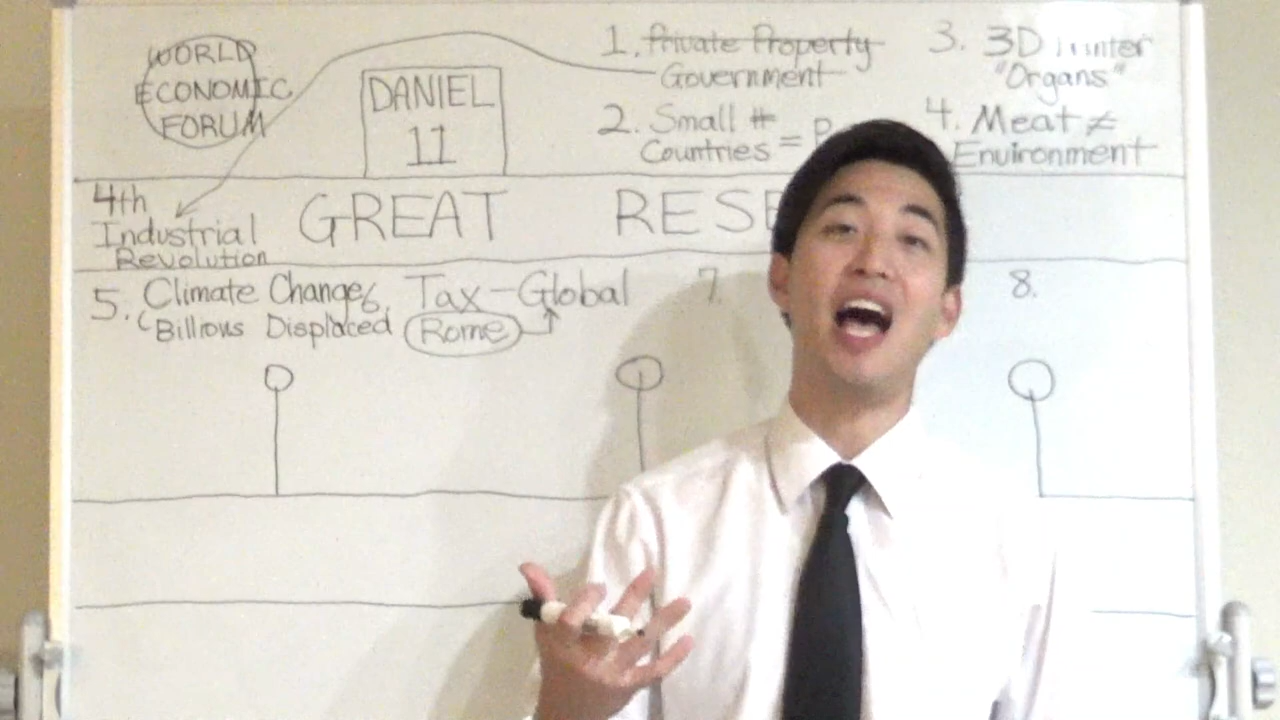 WORLD
ECONOMIC
FORUM
DANIEL
11
1. Private Property
Government
2. Small #
Countries =
3. 3D
"Organs"
4. Meat ≠
Environment
4th
Industrial
Revolution
GREAT RESE
5. Climate Change
Billions Displaced
6. Tax - Global
Rome
7.
8.